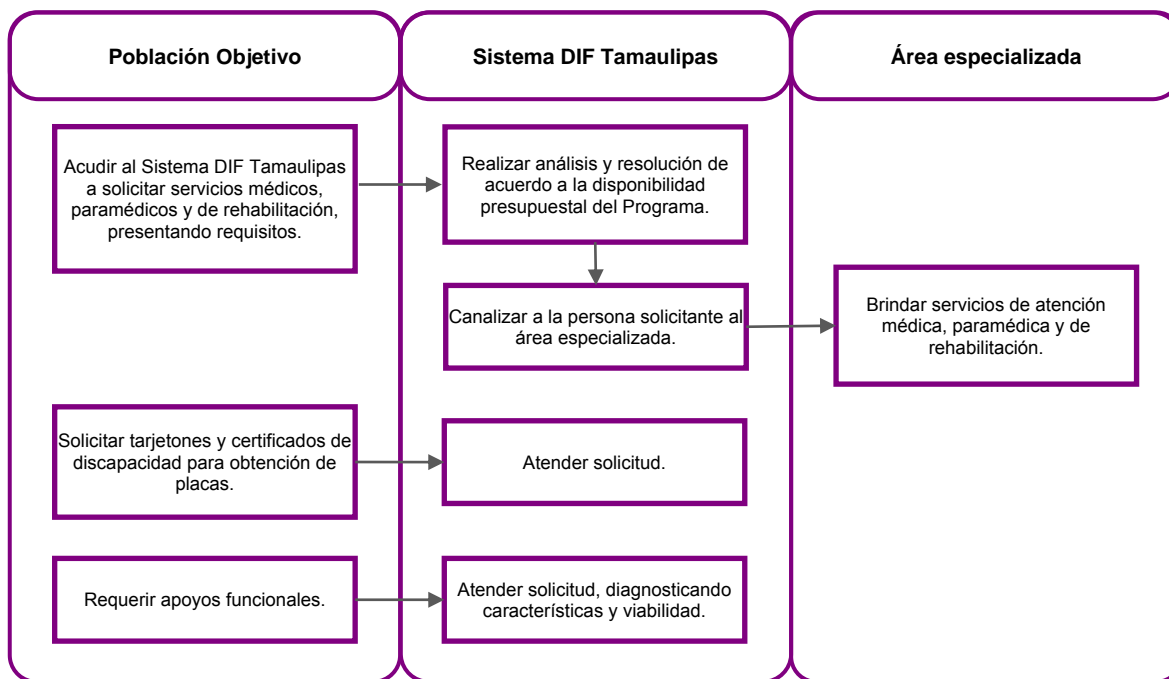 Población Objetivo
Sistema DIF Tamaulipas
Área especializada
Acudir al Sistema DIF Tamaulipas
a solicitar servicios médicos,
paramédicos y de rehabilitación,
presentando requisitos.
Realizar análisis y resolución de
acuerdo a la disponibilidad
presupuestal del Programa.
Canalizar a la persona solicitante al
área especializada.
Brindar servicios de atención
médica, paramédica y de
rehabilitación.
Solicitar tarjetones y certificados de
discapacidad para obtención de
placas.
Atender solicitud.
Requerir apoyos funcionales.
Atender solicitud, diagnosticando
características y viabilidad.